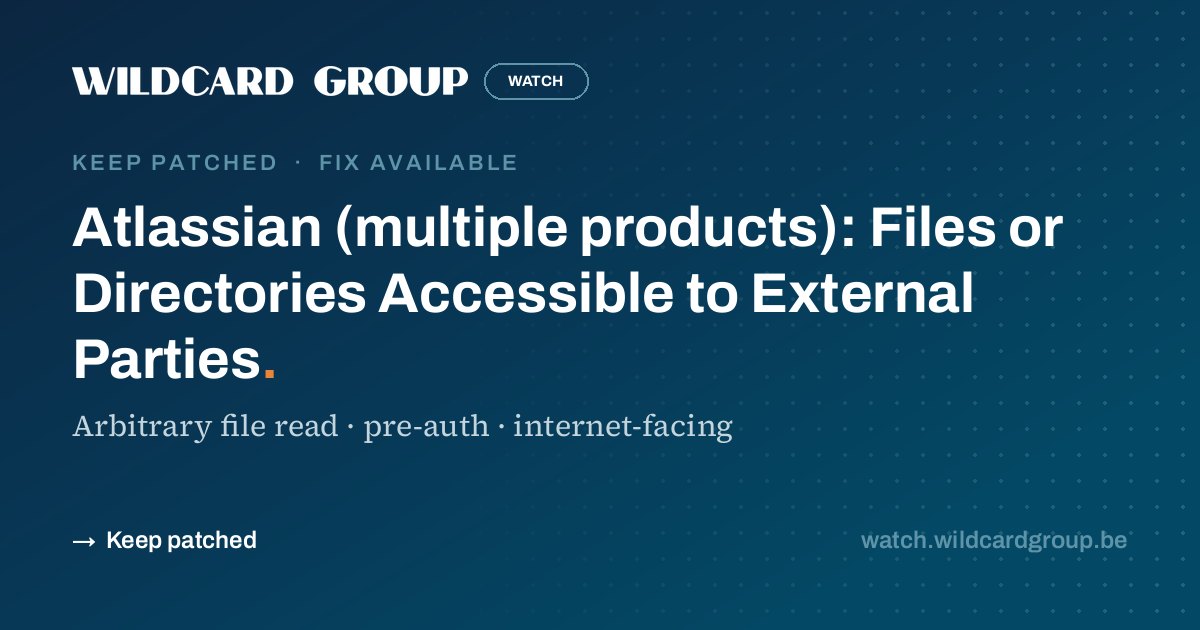 WILDCARD GROUP WATCH
KEEP PATCHED · FIX AVAILABLE
Atlassian (multiple products): Files or
Directories Accessible to External
Parties.
Arbitrary file read · pre-auth · internet-facing
→ Keep patched
watch.wildcardgroup.be